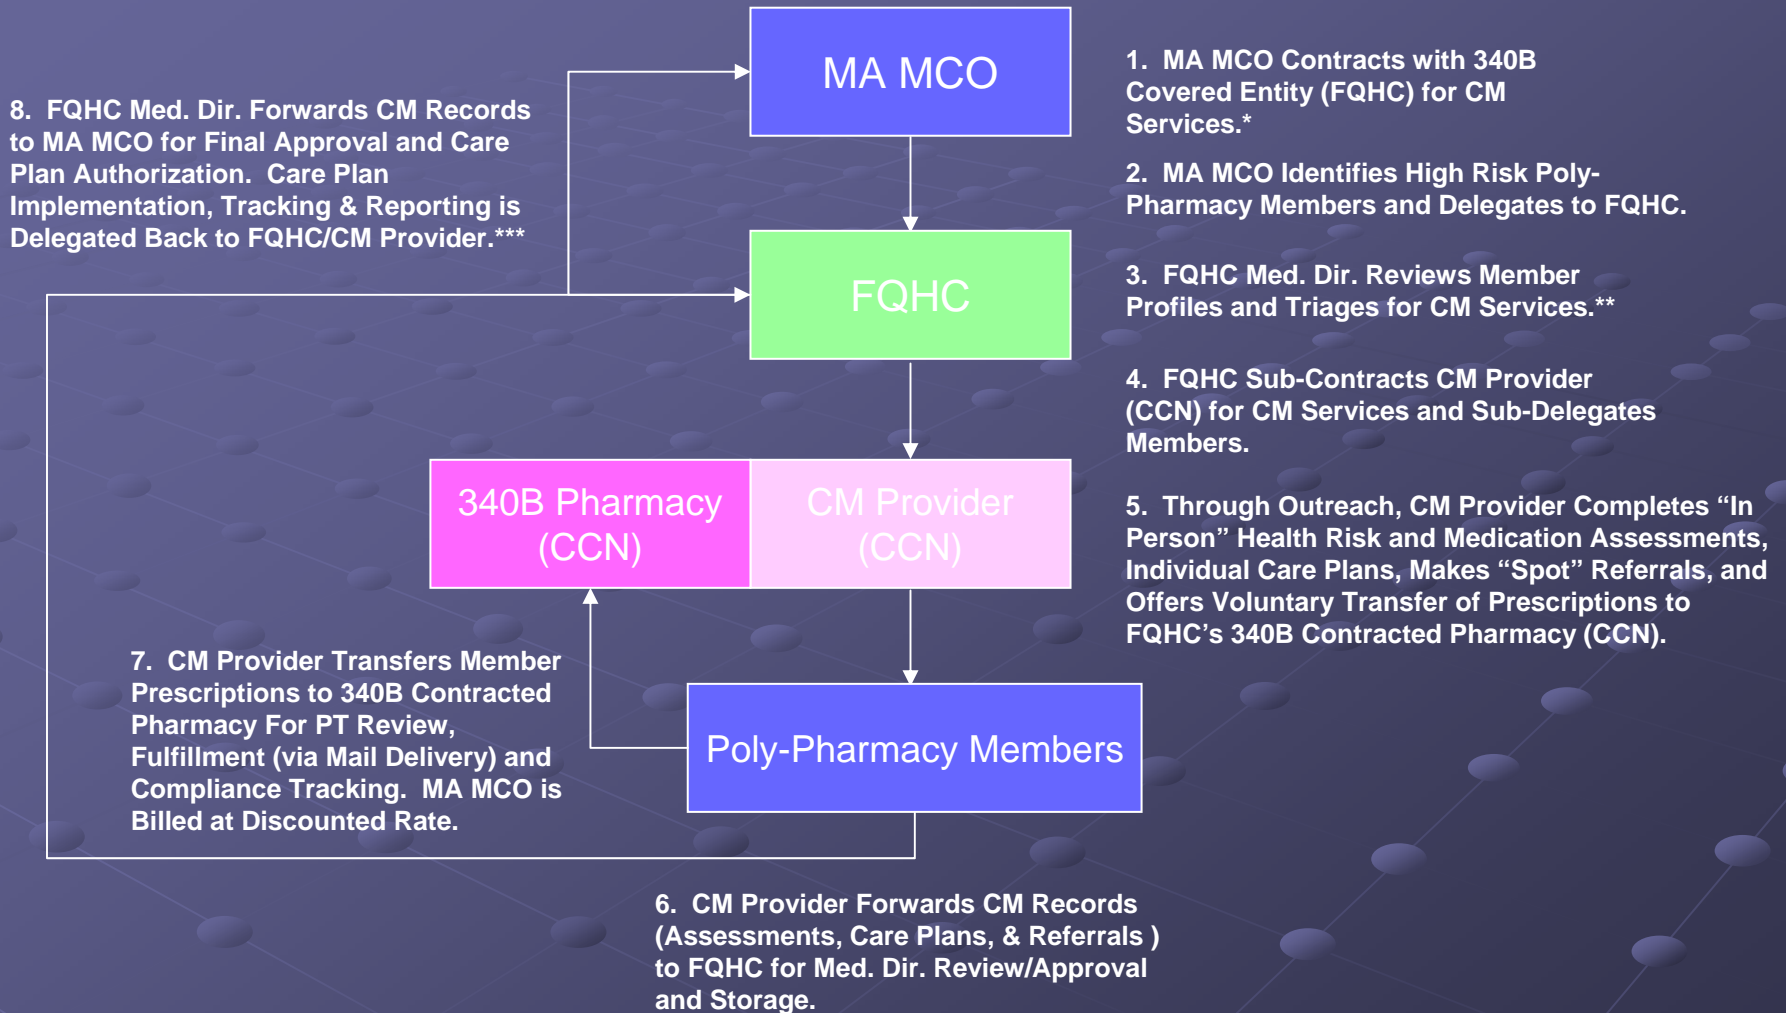 MA MCO
1.  MA MCO Contracts with 340B
Covered Entity (FQHC) for CM
Services.*
2.  MA MCO Identifies High Risk Poly-
Pharmacy Members and Delegates to FQHC.
FQHC
3.  FQHC Med. Dir. Reviews Member
Profiles and Triages for CM Services.**
4.  FQHC Sub-Contracts CM Provider
(CCN) for CM Services and Sub-Delegates
Members.
340B Pharmacy
(CCN)
CM Provider
(CCN)
5.  Through Outreach, CM Provider Completes “In
Person” Health Risk and Medication Assessments,
Individual Care Plans, Makes “Spot” Referrals, and
Offers Voluntary Transfer of Prescriptions to
FQHC’s 340B Contracted Pharmacy (CCN).
Poly-Pharmacy Members
6.  CM Provider Forwards CM Records
(Assessments, Care Plans, & Referrals )
to FQHC for Med. Dir. Review/Approval
and Storage.
7.  CM Provider Transfers Member
Prescriptions to 340B Contracted
Pharmacy For PT Review,
Fulfillment (via Mail Delivery) and
Compliance Tracking.  MA MCO is
Billed at Discounted Rate.
8.  FQHC Med. Dir. Forwards CM Records
to MA MCO for Final Approval and Care
Plan Authorization.  Care Plan
Implementation, Tracking & Reporting is
Delegated Back to FQHC/CM Provider.***